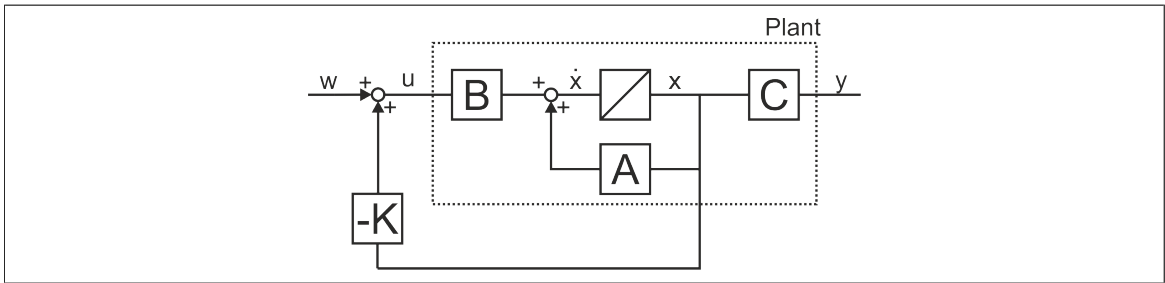 Plant
w + u + B + ẋ + x C y
A
-K